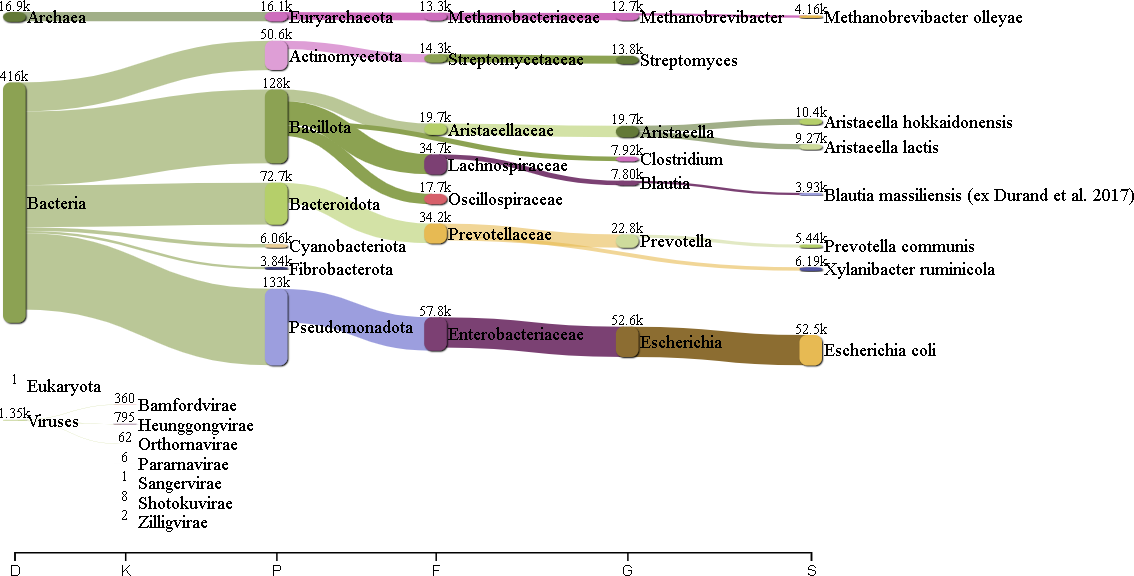 16.9k Archaea
16.1k Euryarchaeota
13.3k Methanobacteriaceae
12.7k Methanobrevibacter
4.16k Methanobrevibacter olleyae
50.6k Actinomycetota
14.3k Streptomycetaceae
13.8k Streptomyces
416k Bacteria
128k Bacillota
19.7k Aristaeellaceae
19.7k Aristaeella
10.4k Aristaeella hokkaidonensis
9.27k Aristaeella lactis
34.7k Lachnospiraceae
7.92k Clostridium
7.80k Blautia
3.93k Blautia massiliensis (ex Durand et al. 2017)
17.7k Oscillospiraceae
72.7k Bacteroidota
34.2k Prevotellaceae
22.8k Prevotella
5.44k Prevotella communis
6.19k Xylanibacter ruminicola
6.06k Cyanobacteriota
3.84k Fibrobacterota
133k Pseudomonadota
57.8k Enterobacteriaceae
52.6k Escherichia
52.5k Escherichia coli
1 Eukaryota
1.35k Viruses
360 Bamfordvirae
795 Heunggongvirae
62 Orthornavirae
6 Pararnavirae
1 Sangervirae
8 Shotokuvirae
2 Zilligvirae
D K P F G S